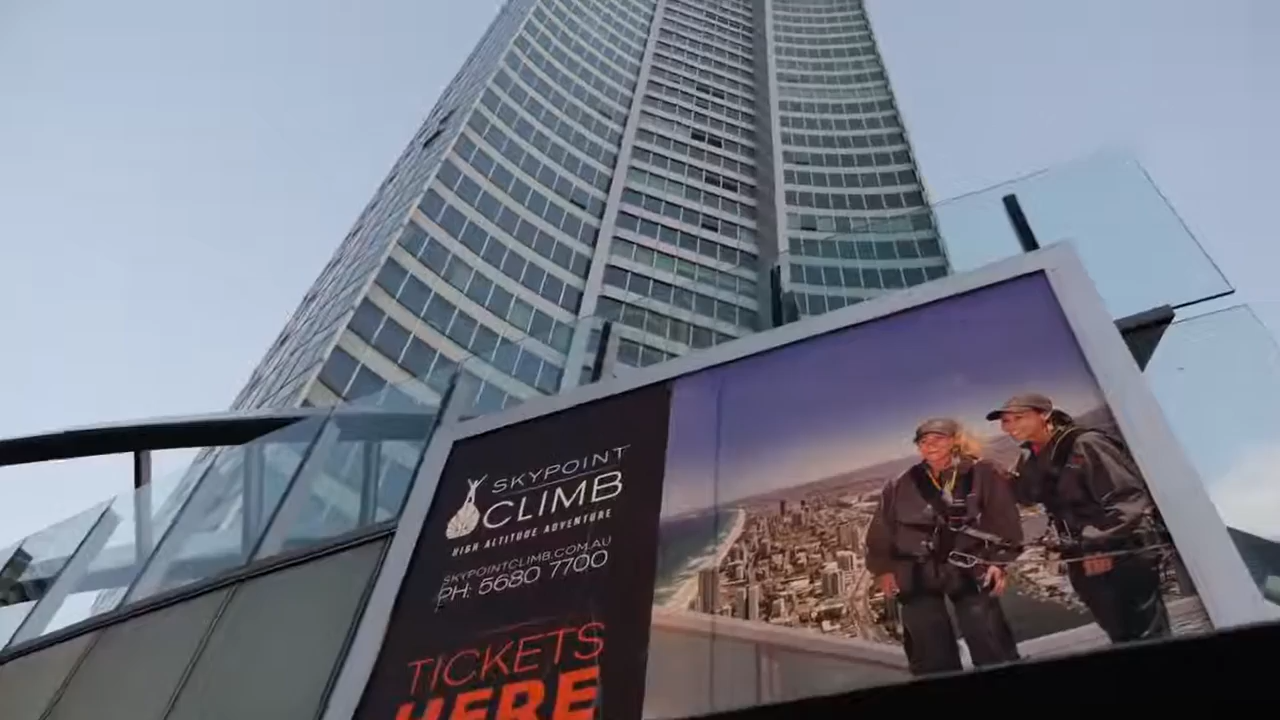 SKYPOINT
CLIMB
HIGH ALTITUDE ADVENTURE
SKYPOINTCLIMB.COM.AU
PH: 5680 7700
TICKETS
HERE